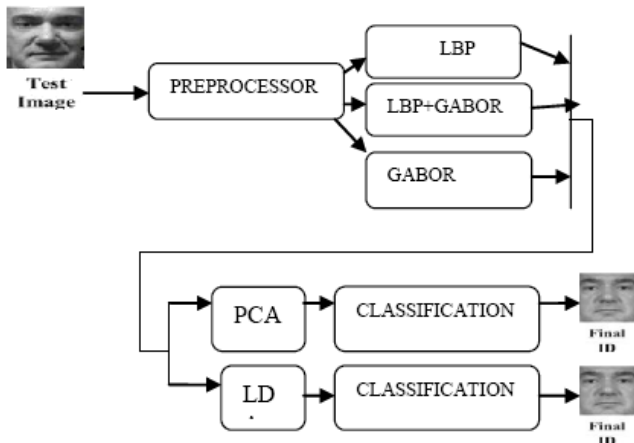 Test
Image
PREPROCESSOR
LBP
LBP+GABOR
GABOR
PCA
CLASSIFICATION
Final
ID
LD
.
CLASSIFICATION
Final
ID